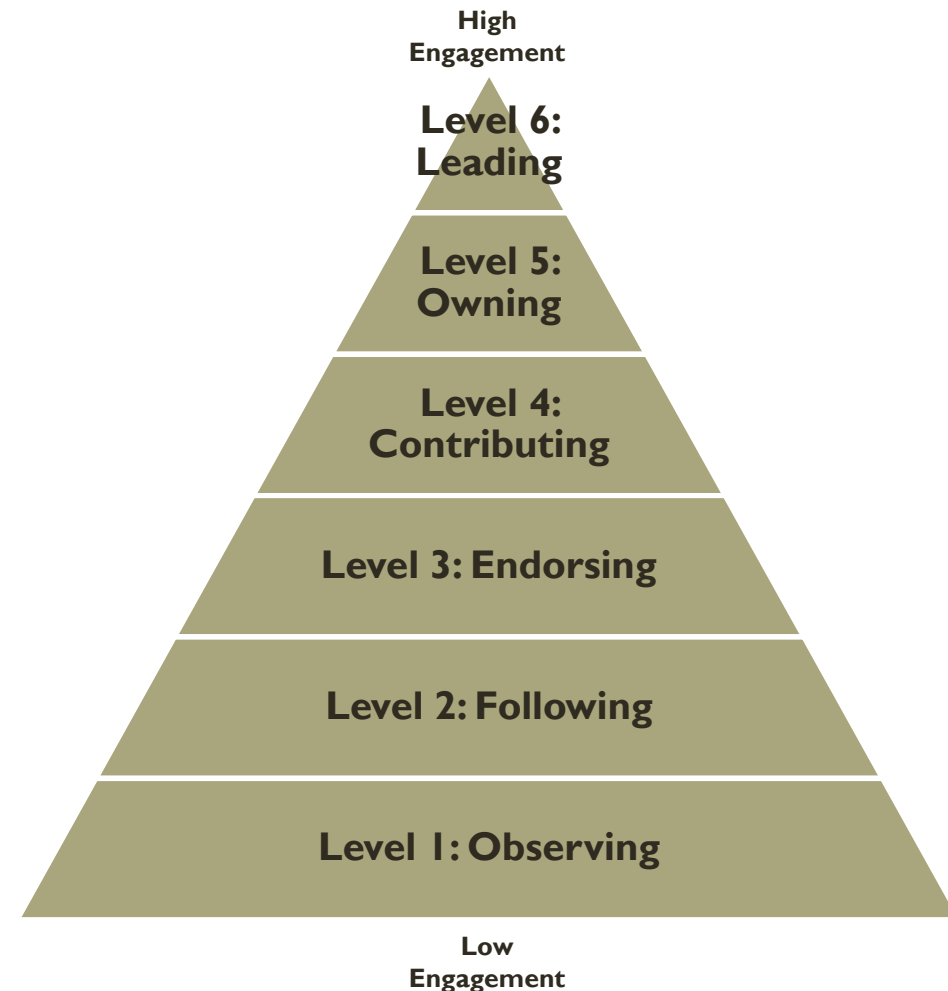 High
Engagement
Level 6:
Leading
Level 5:
Owning
Level 4:
Contributing
Level 3: Endorsing
Level 2: Following
Level 1: Observing
Low
Engagement